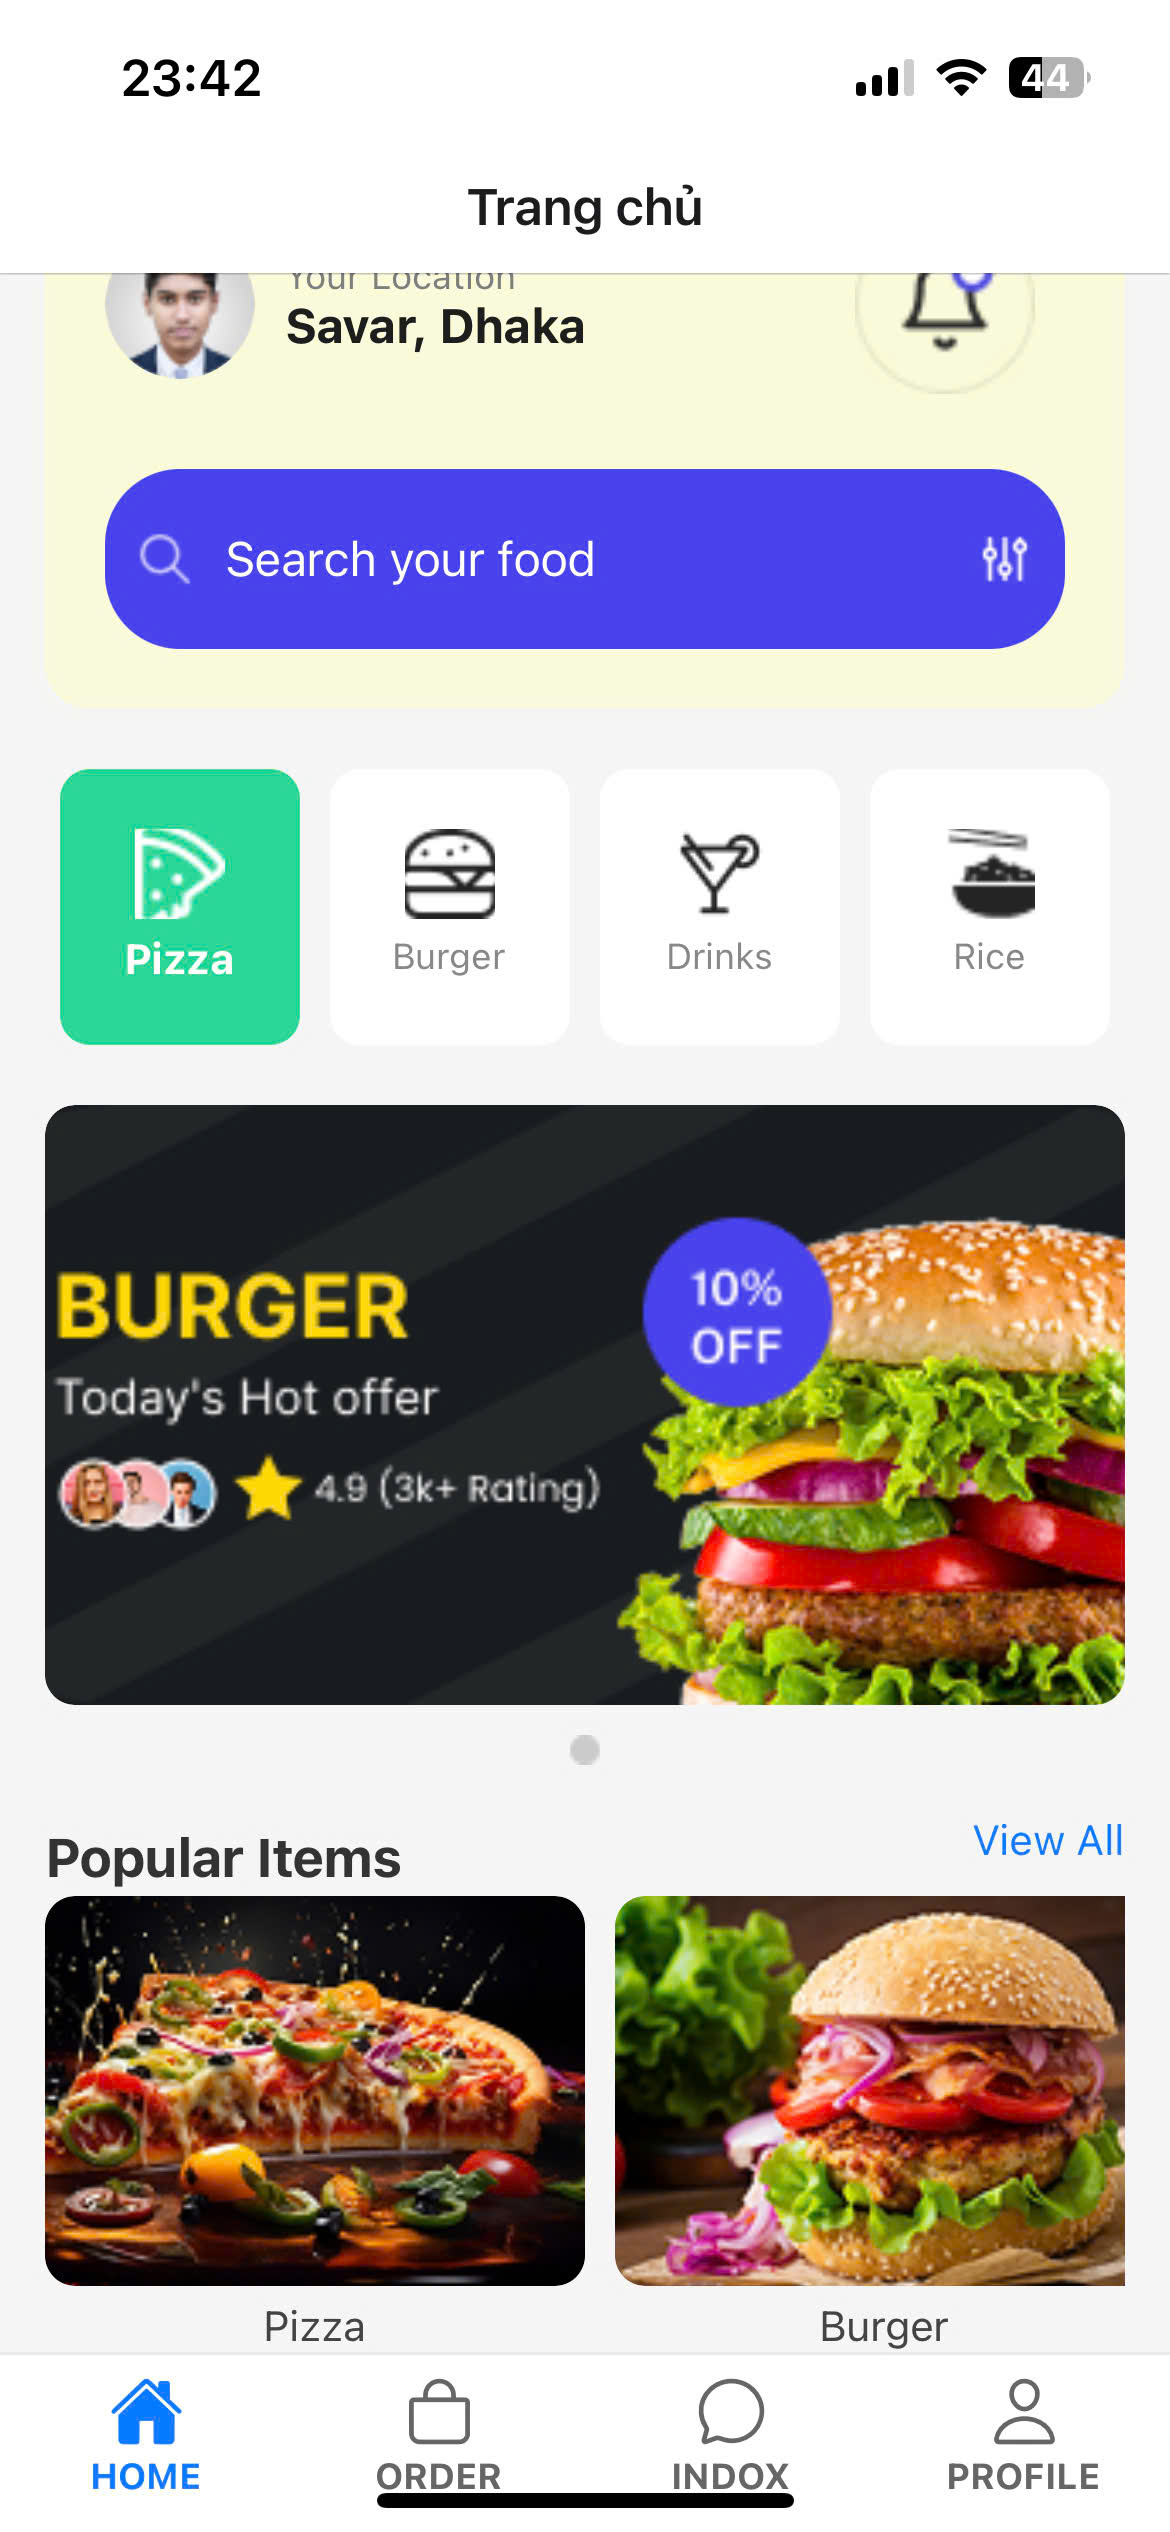 23:42
44
Trang chủ
Your Location
Savar, Dhaka
Search your food
Pizza
Burger
Drinks
Rice
BURGER
Today's Hot offer
4.9 (3k+ Rating)
10%
OFF
Popular Items
View All
Pizza
Burger
HOME
ORDER
INDOX
PROFILE